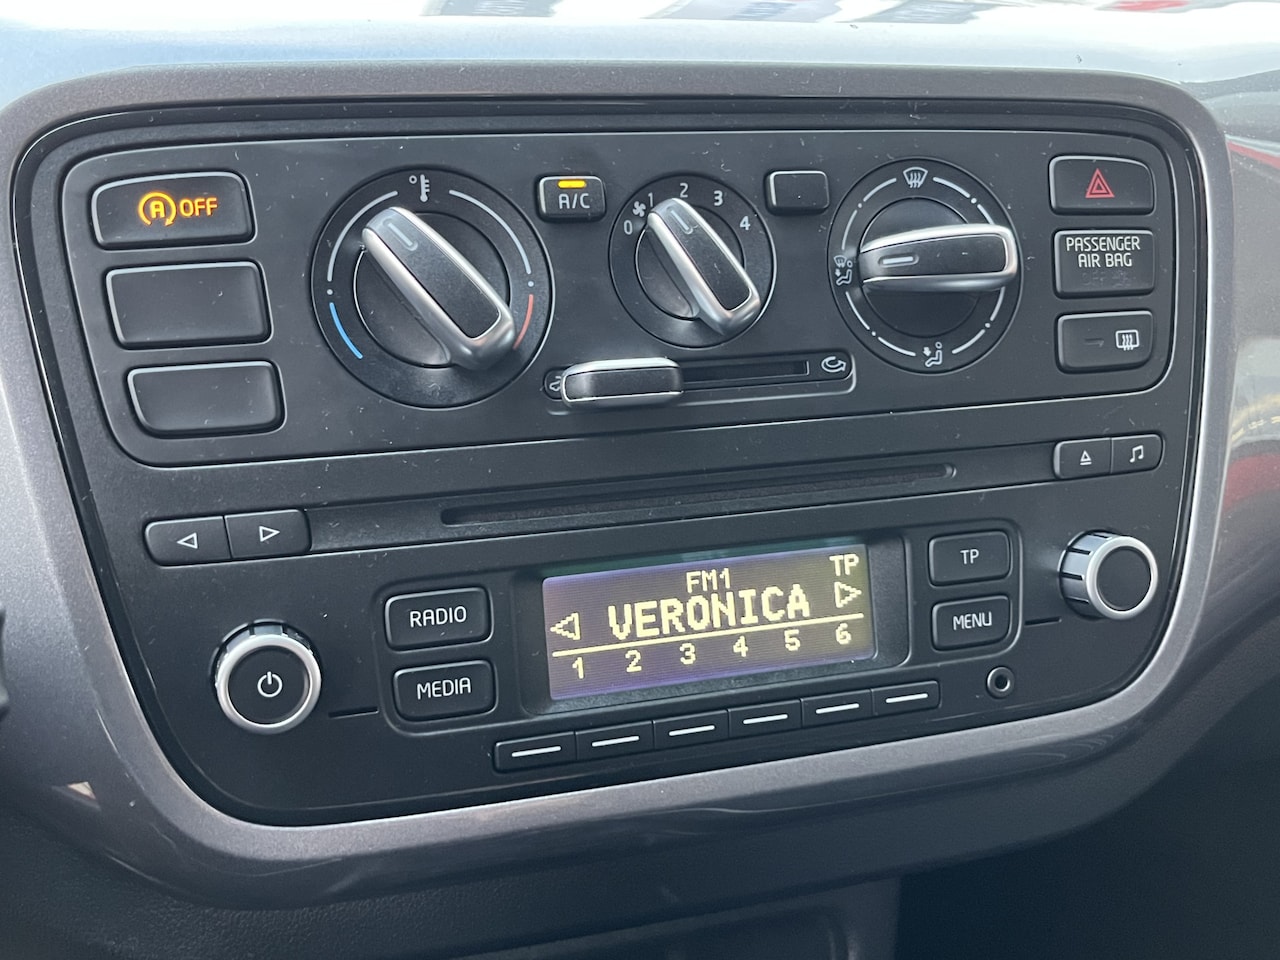 A OFF
A/C
0 1 2 3 4
PASSENGER
AIR BAG
RADIO
MEDIA
FM1
TP
VERONICA
1 2 3 4 5 6
TP
MENU